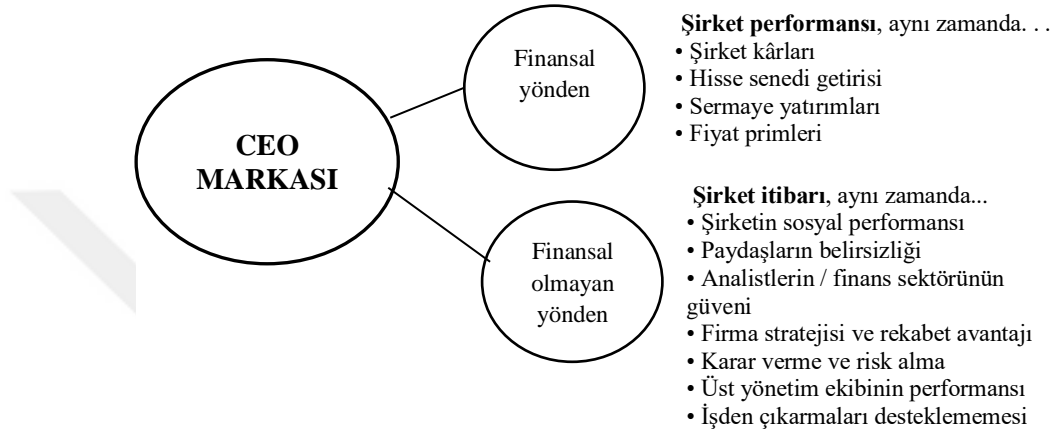 CEO
MARKASI
Finansal
yönden
Şirket performansı, aynı zamanda. . .
• Şirket kârları
• Hisse senedi getirisi
• Sermaye yatırımları
• Fiyat primleri
Finansal
olmayan
yönden
Şirket itibarı, aynı zamanda...
• Şirketin sosyal performansı
• Paydaşların belirsizliği
• Analistlerin / finans sektörünün
güveni
• Firma stratejisi ve rekabet avantajı
• Karar verme ve risk alma
• Üst yönetim ekibinin performansı
• İşden çıkarmaları desteklememesi